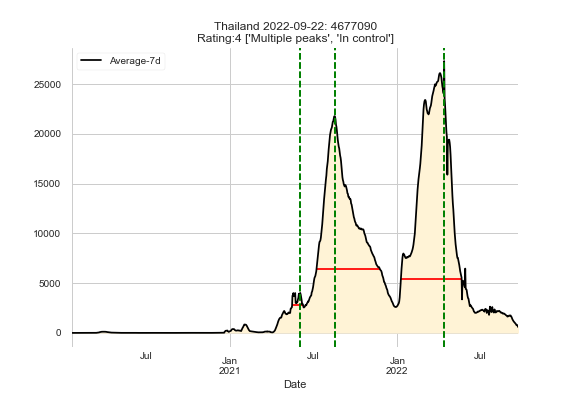 Thailand 2022-09-22: 4677090
Rating:4 ['Multiple peaks', 'In control']
Average-7d
25000
20000
15000
10000
5000
0
Jul
Jan
2021
Jul
Jan
2022
Jul
Date